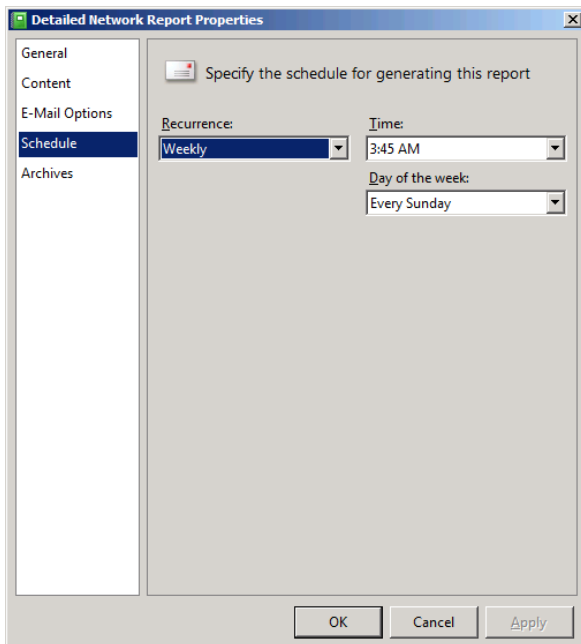 Detailed Network Report Properties
General
Content
E-Mail Options
Schedule
Archives
Specify the schedule for generating this report
Recurrence:
Weekly
Time:
3:45 AM
Day of the week:
Every Sunday
OK
Cancel
Apply